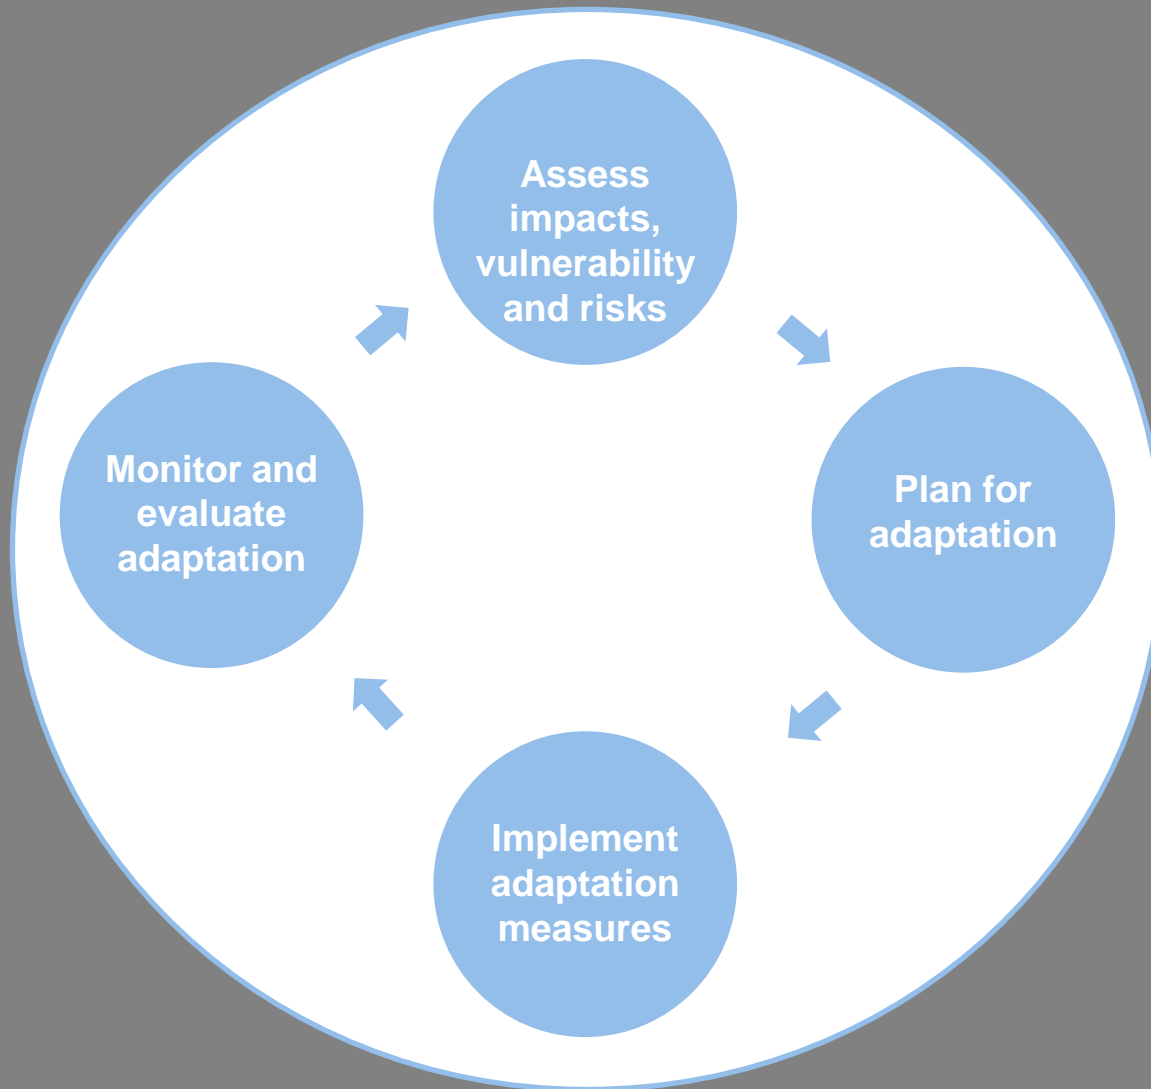 Assess
impacts,
vulnerability
and risks
Plan for
adaptation
Implement
adaptation
measures
Monitor and
evaluate
adaptation